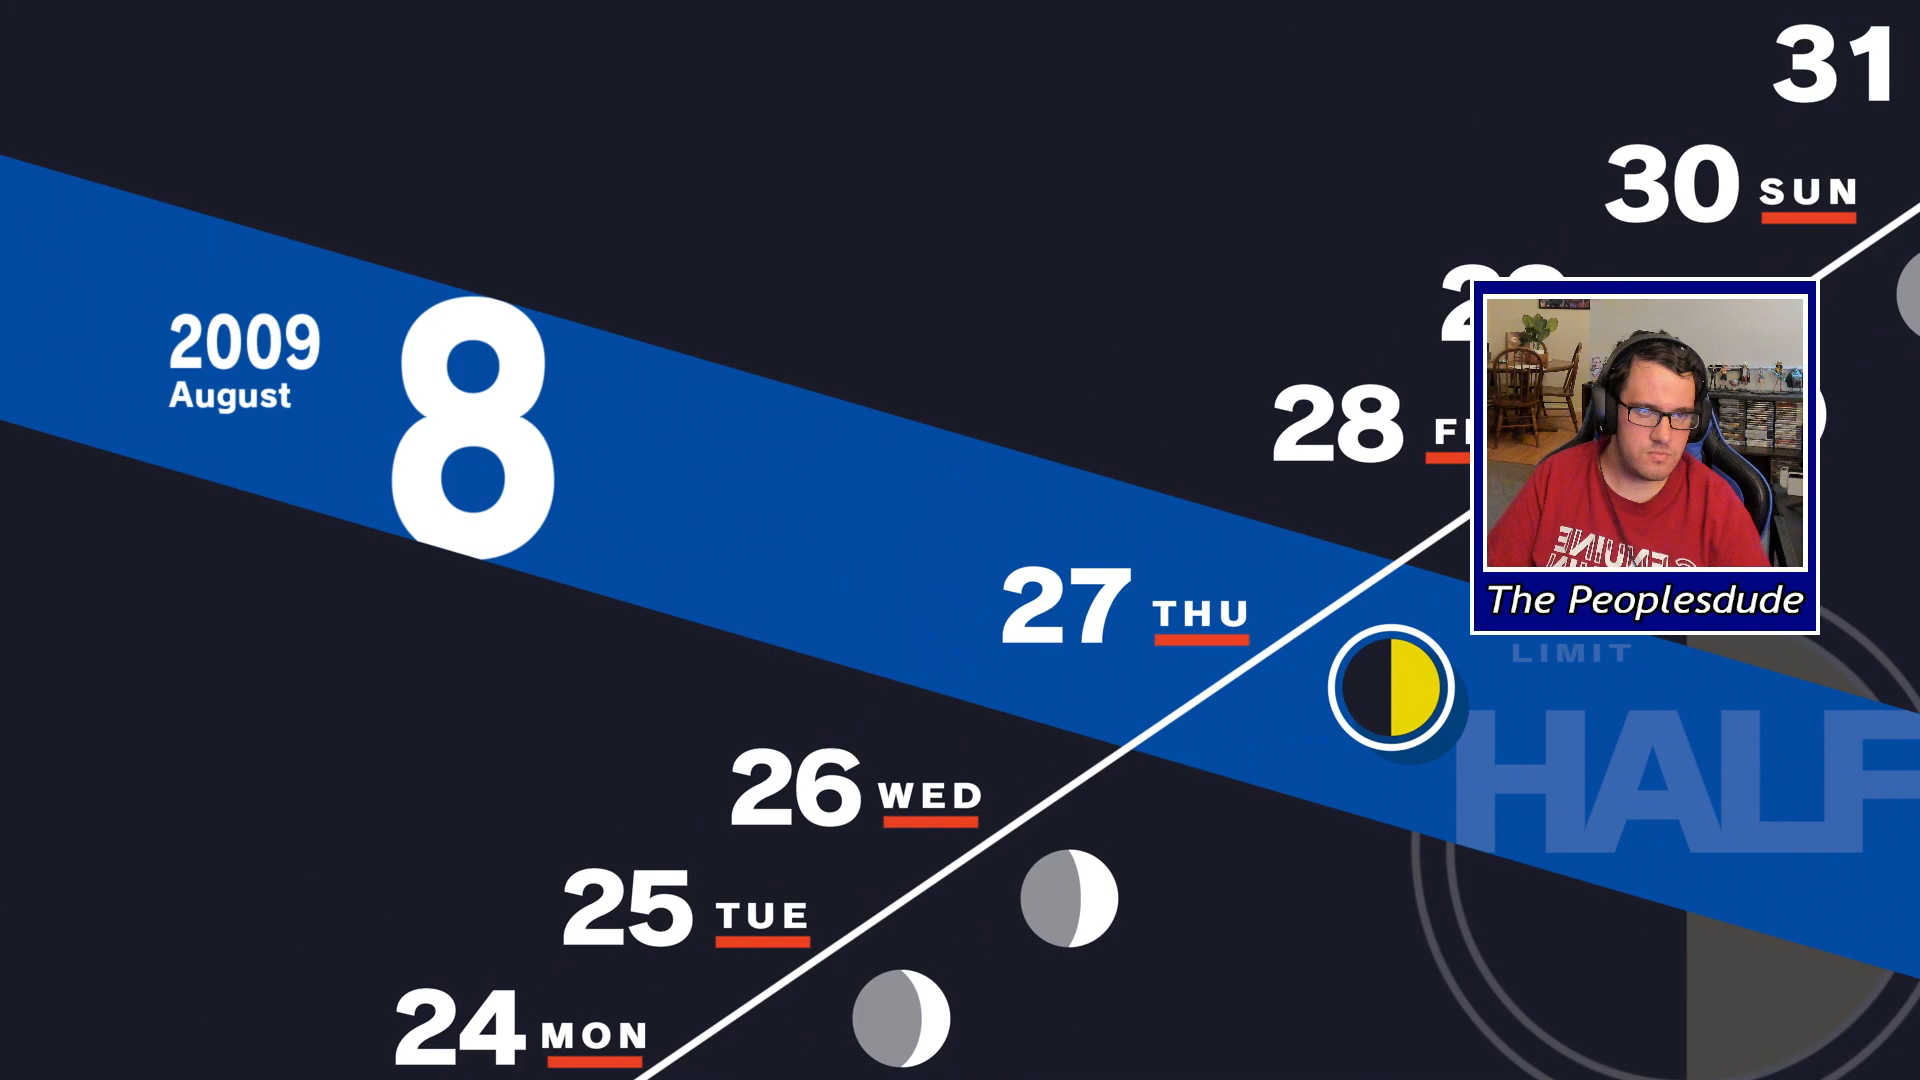 31
30 SUN
28
2009
August
8
27 THU
The Peoplesdude
LIMIT
HALF
26 WED
25 TUE
24 MON